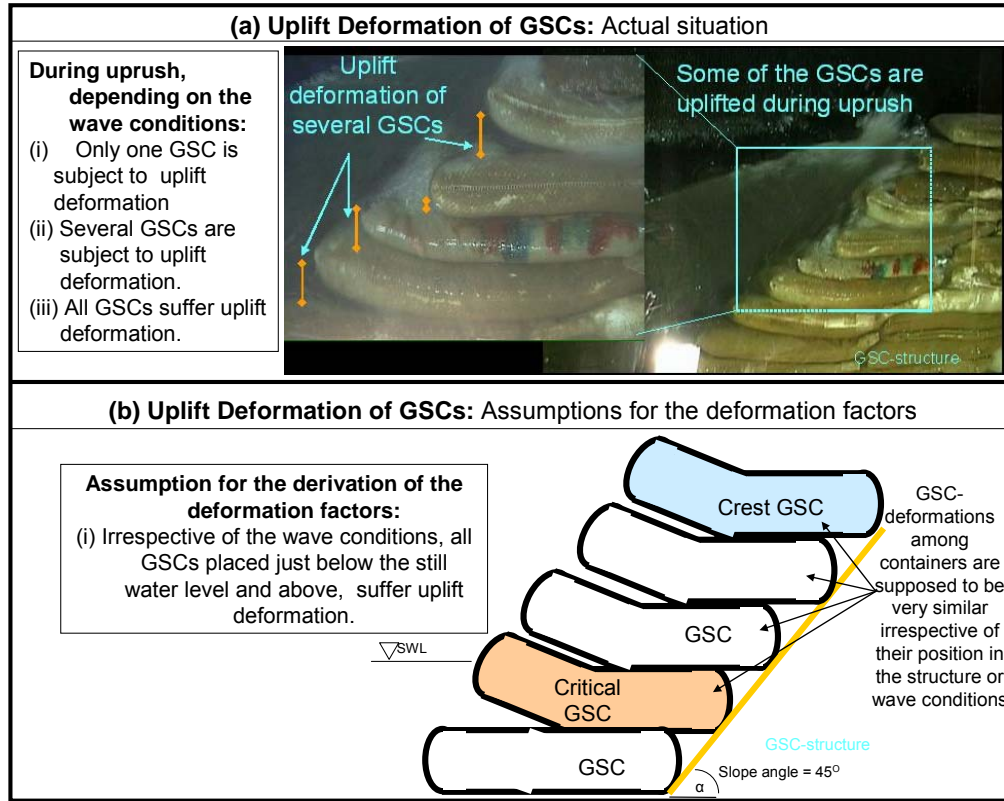 (a) Uplift Deformation of GSCs: Actual situation
During uprush,
depending on the
wave conditions:
(i) Only one GSC is
subject to uplift
deformation
(ii) Several GSCs are
subject to uplift
deformation.
(iii) All GSCs suffer uplift
deformation.
Uplift
deformation of
several GSCs
Some of the GSCs are
uplifted during uprush
GSC-structure
(b) Uplift Deformation of GSCs: Assumptions for the deformation factors
Assumption for the derivation of the
deformation factors:
(i) Irrespective of the wave conditions, all
GSCs placed just below the still
water level and above, suffer uplift
deformation.
SWL
Crest GSC
GSC
Critical
GSC
GSC
GSC-
deformations
among
containers are
supposed to be
very similar
irrespective of
their position in
the structure or
wave conditions
GSC-structure
Slope angle = 45O
α